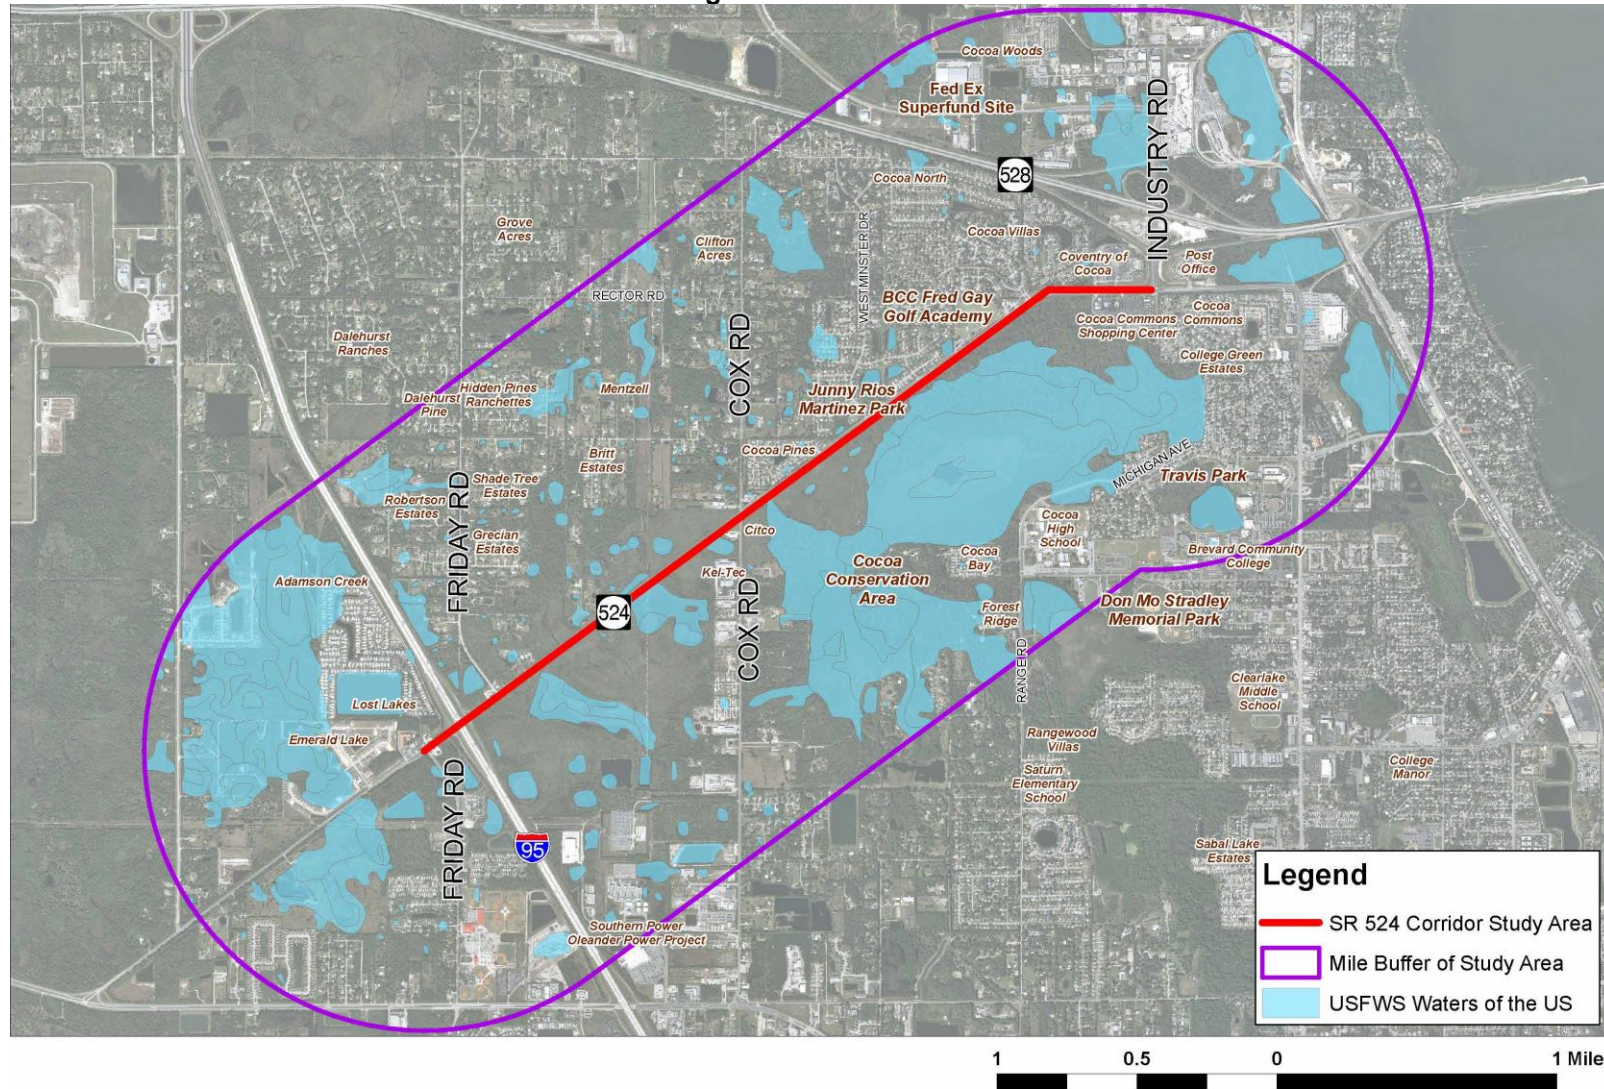 Cocoa Woods
Fed Ex
Superfund Site
INDUSTRY RD
528
Cocoa North
WESTMINSTER DR
Grove
Acres
Clifton
Acres
Cocoa Villas
Coventry of
Cocoa
Post
Office
RECTOR RD
BCC Fred Gay
Golf Academy
Cocoa Commons
Shopping Center
Cocoa
Commons
Dalehurst
Ranches
COX RD
College Green
Estates
Hidden Pines
Ranchettes
Mentzell
Dalehurst
Pine
Junny Rios
Martinez Park
Cocoa Pines
MICHIGAN AVE
Britt
Estates
Travis Park
Shade Tree
Estates
Robertson
Estates
FRIDAY RD
Grecian
Estates
Citco
Cocoa
High
School
Cocoa
Bay
Brevard Community
College
Cocoa
Conservation
Area
Kel-Tec
Adamson Creek
524
COX RD
Forest
Ridge
Don Mo Stradley
Memorial Park
RANGE RD
Clearlake
Middle
School
Lost Lakes
Emerald Lake
Rangewood
Villas
College
Manor
Saturn
Elementary
School
FRIDAY RD
95
Sabal Lake
Estates
Southern Power
Oleander Power Project
Legend
SR 524 Corridor Study Area
Mile Buffer of Study Area
USFWS Waters of the US
1 0.5 0 1 Mile